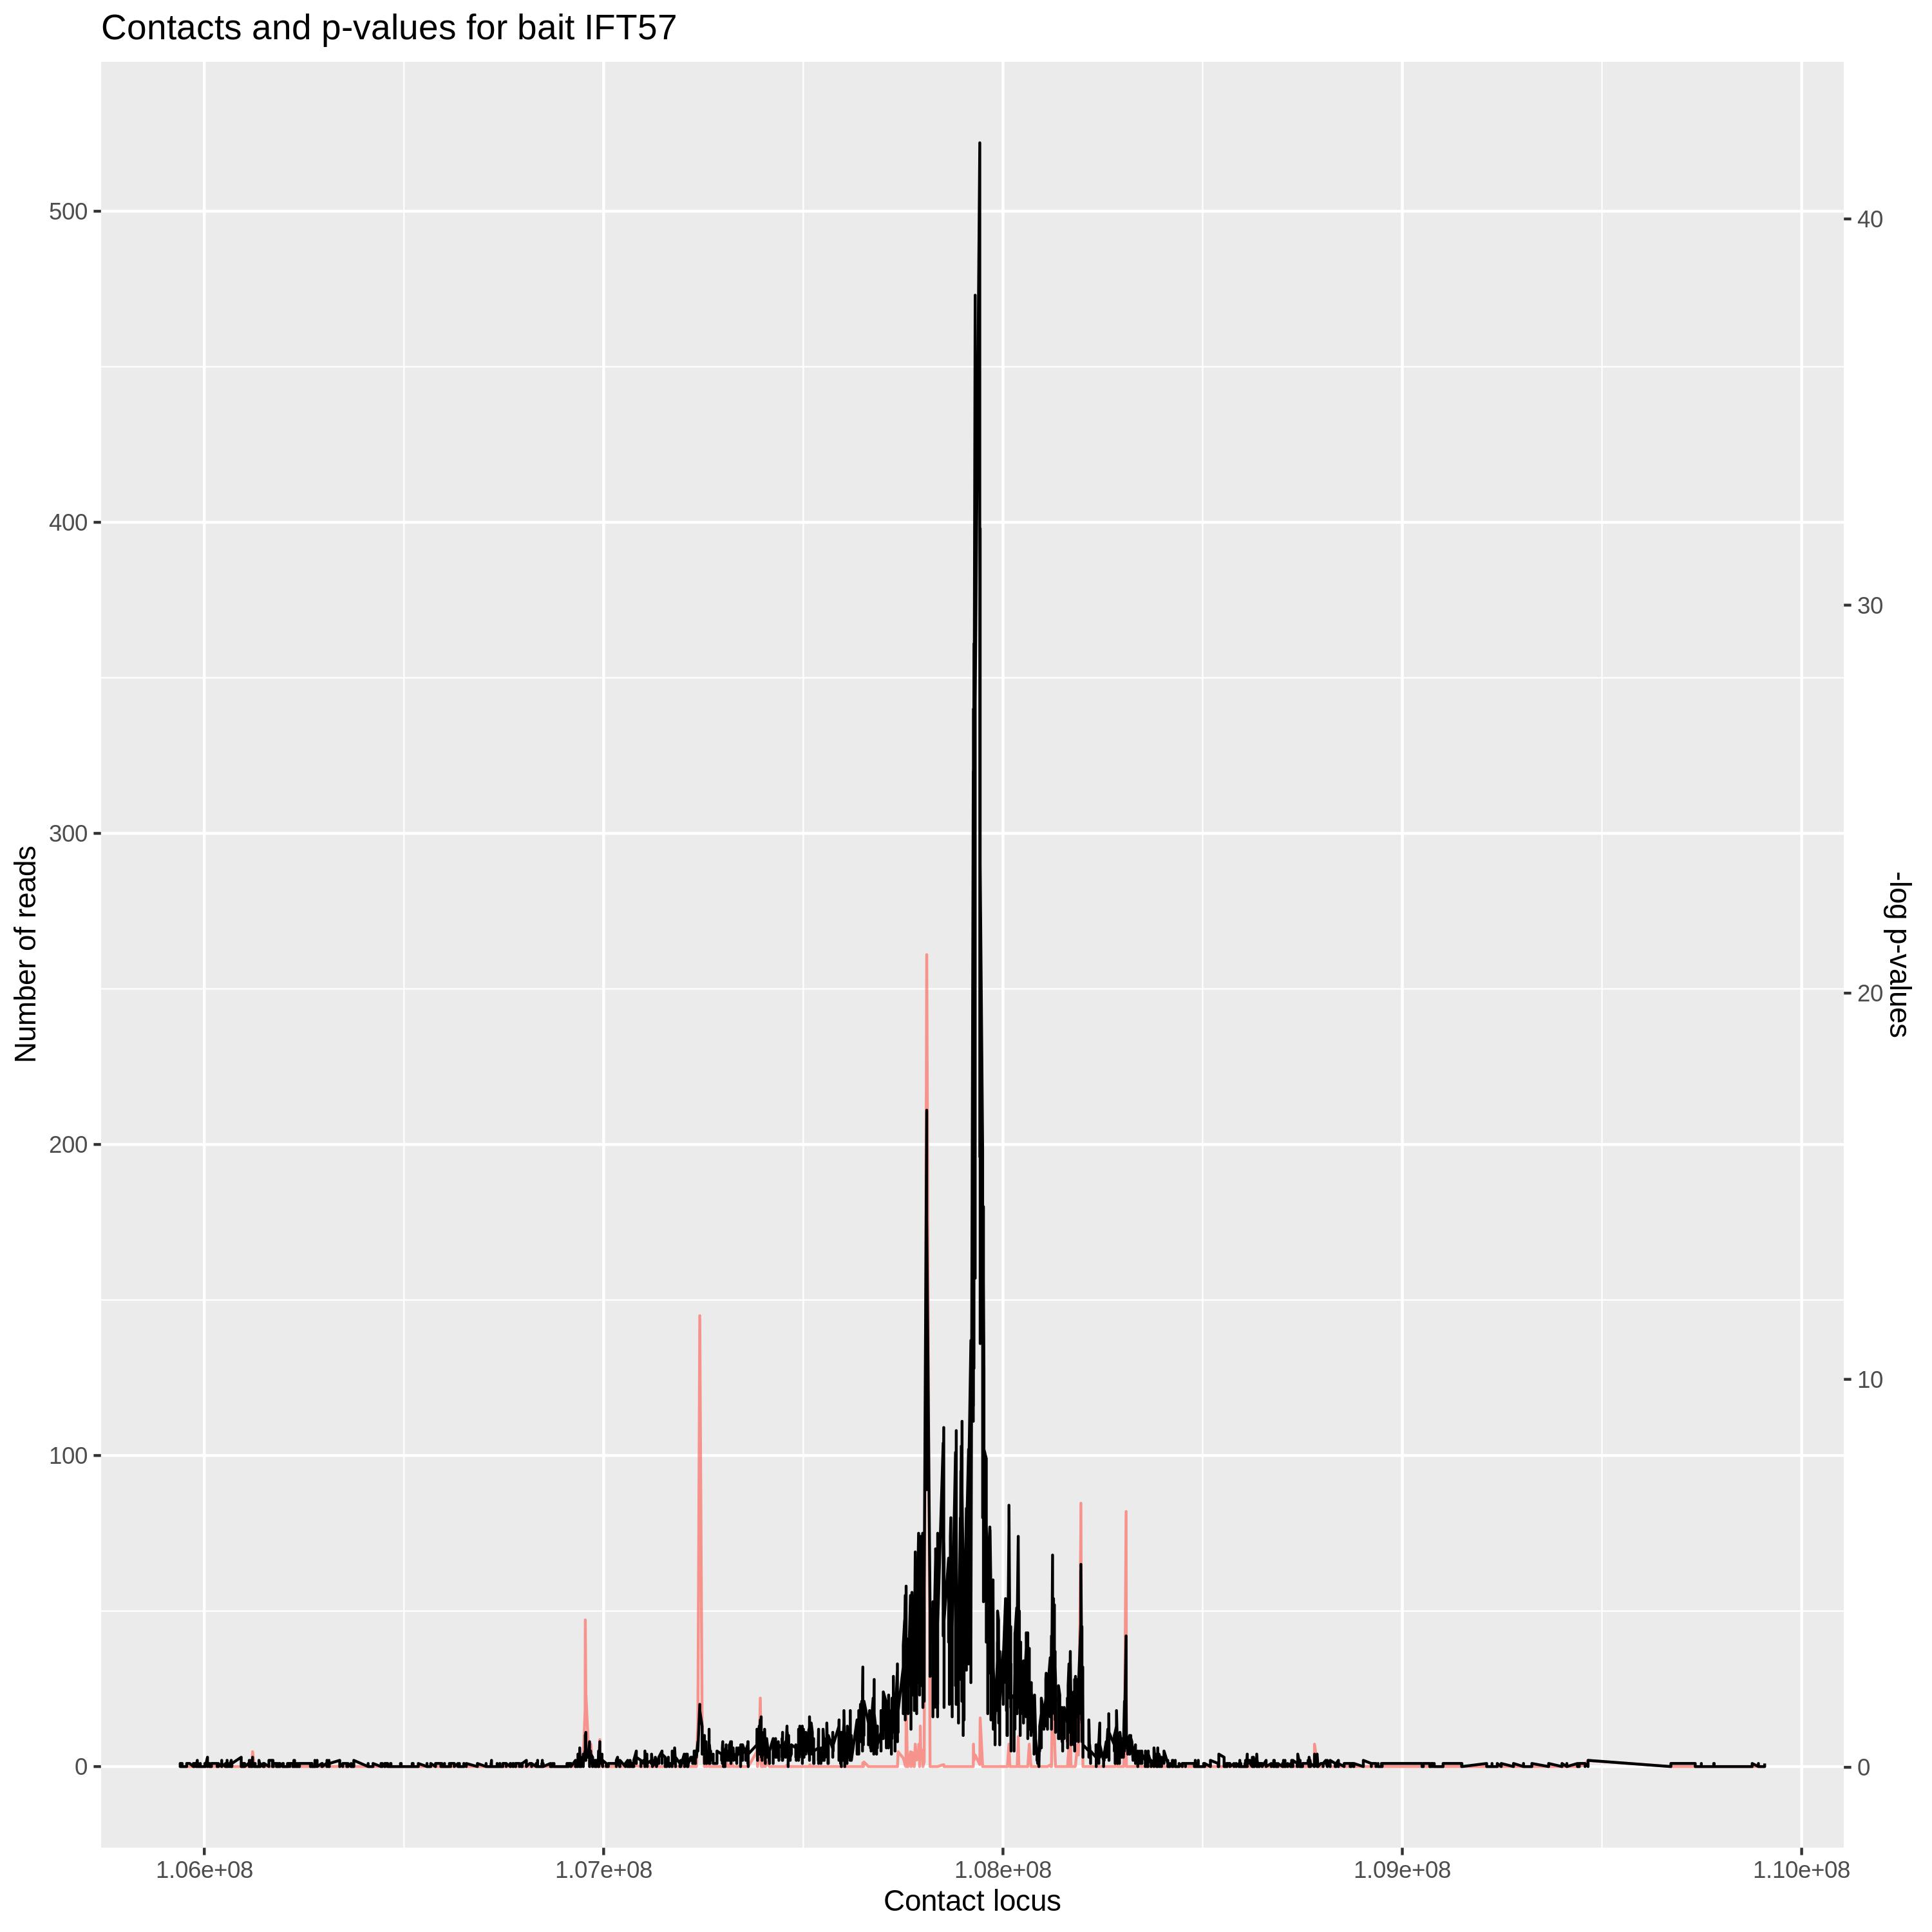 Contacts and p-values for bait IFT57
Number of reads
500
400
300
200
100
0
40
30
20
10
0
-log p-values
1.06e+08
1.07e+08
1.08e+08
1.09e+08
1.10e+08
Contact locus